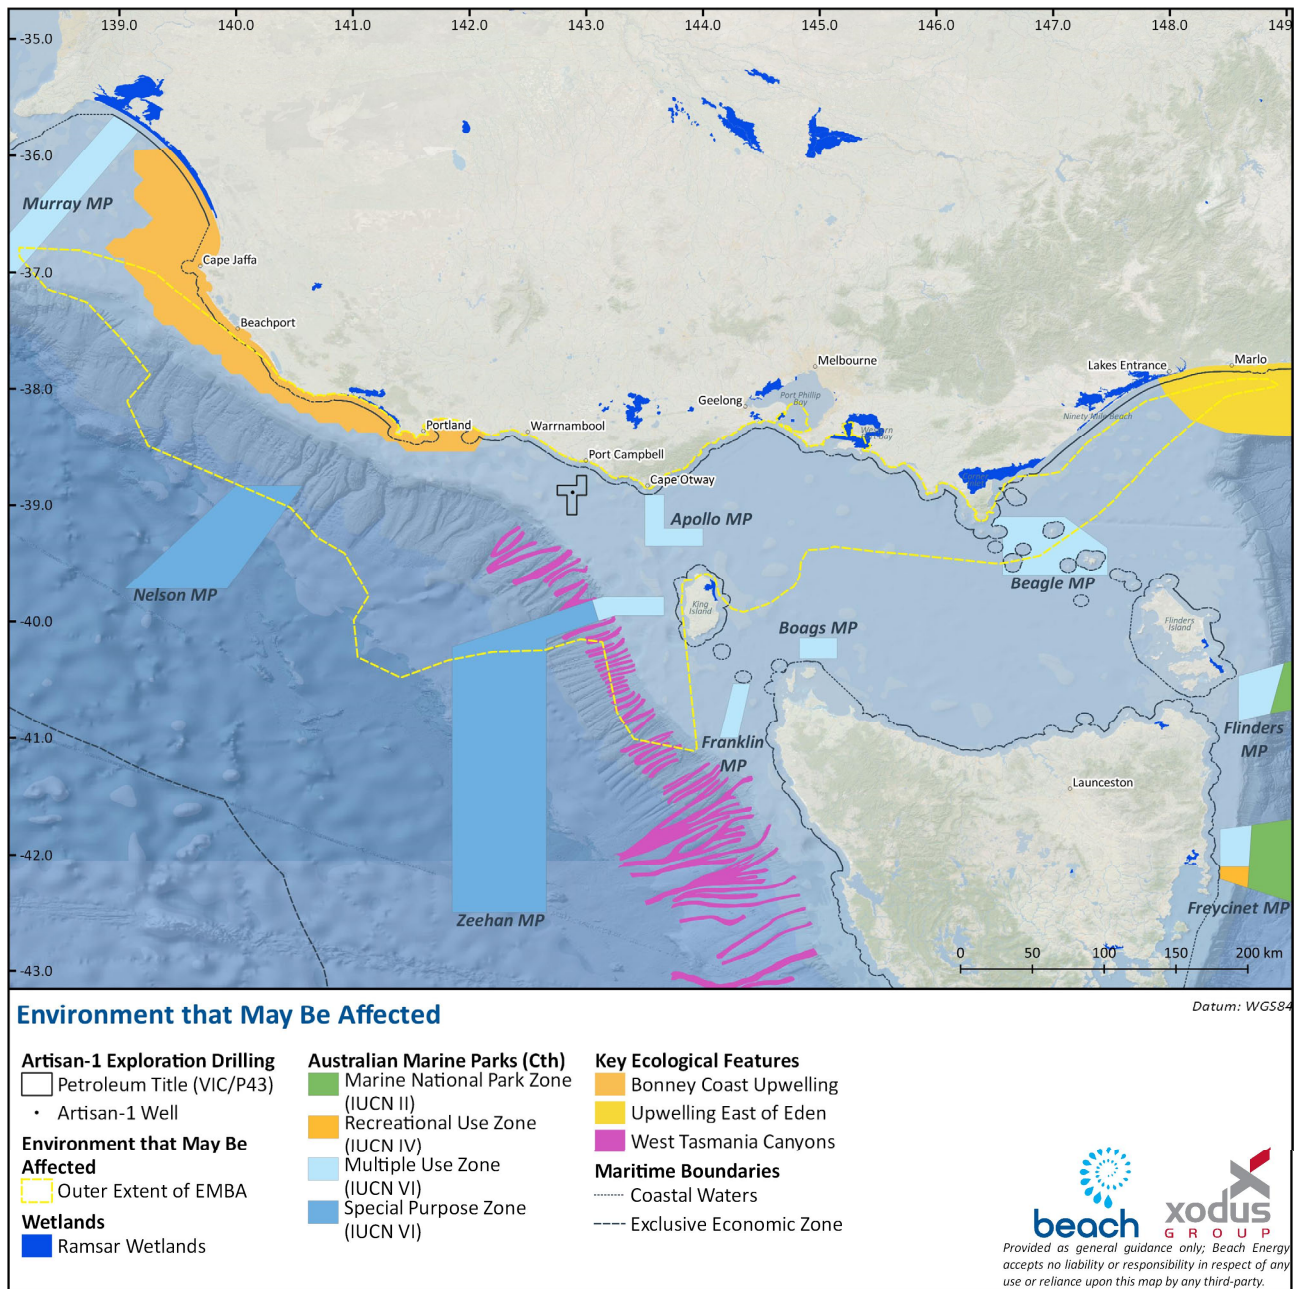 139.0 140.0 141.0 142.0 143.0 144.0 145.0 146.0 147.0 148.0 149
-35.0
-36.0
Murray MP
Cape Jaffa
-37.0
Beachport
Melbourne
Lakes Entrance
Marlo
-38.0
Geelong
Port Phillip
Bay
Ninety Mile Beach
Portland
Warrnambool
Port Campbell
Cape Otway
-39.0
Apollo MP
Nelson MP
Beagle MP
King
Island
-40.0
Boags MP
Flinders
Island
-41.0
Franklin
MP
Flinders
MP
Launceston
-42.0
Zeehan MP
Freycinet MP
-43.0
0 50 100 150 200 km
Environment that May Be Affected
Datum: WGS84
Artisan-1 Exploration Drilling
Petroleum Title (VIC/P43)
Artisan-1 Well
Environment that May Be
Affected
Outer Extent of EMBA
Wetlands
Ramsar Wetlands
Australian Marine Parks (Cth)
Marine National Park Zone
(IUCN II)
Recreational Use Zone
(IUCN IV)
Multiple Use Zone
(IUCN VI)
Special Purpose Zone
(IUCN VI)
Key Ecological Features
Bonney Coast Upwelling
Upwelling East of Eden
West Tasmania Canyons
Maritime Boundaries
Coastal Waters
Exclusive Economic Zone
beach
xodus
GROUP
Provided as general guidance only; Beach Energy
accepts no liability or responsibility in respect of any
use or reliance upon this map by any third-party.